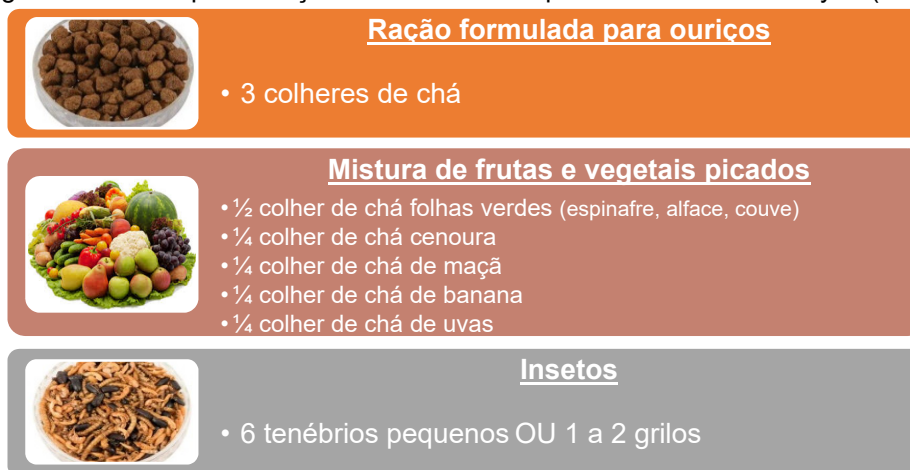 Ração formulada para ouriços
• 3 colheres de chá
Mistura de frutas e vegetais picados
•½ colher de chá folhas verdes (espinafre, alface, couve)
•¼ colher de chá cenoura
•¼ colher de chá de maçã
•¼ colher de chá de banana
•¼ colher de chá de uvas
Insetos
• 6 tenébrios pequenos OU 1 a 2 grilos